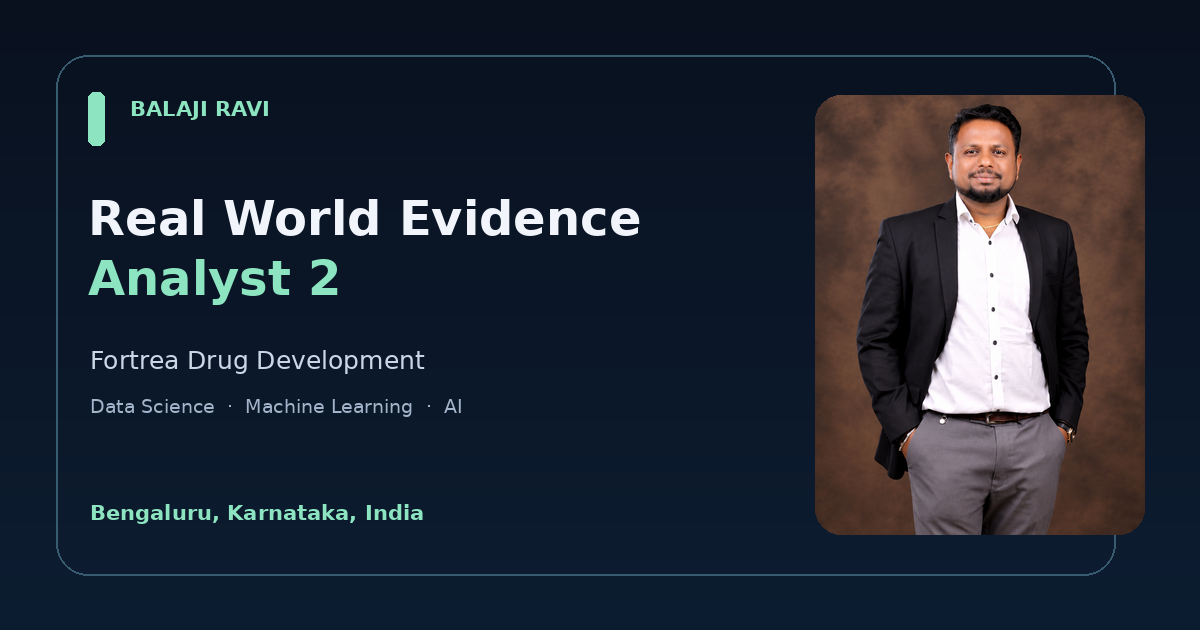 BALAJI RAVI
Real World Evidence
Analyst 2
Fortrea Drug Development
Data Science · Machine Learning · AI
Bengaluru, Karnataka, India